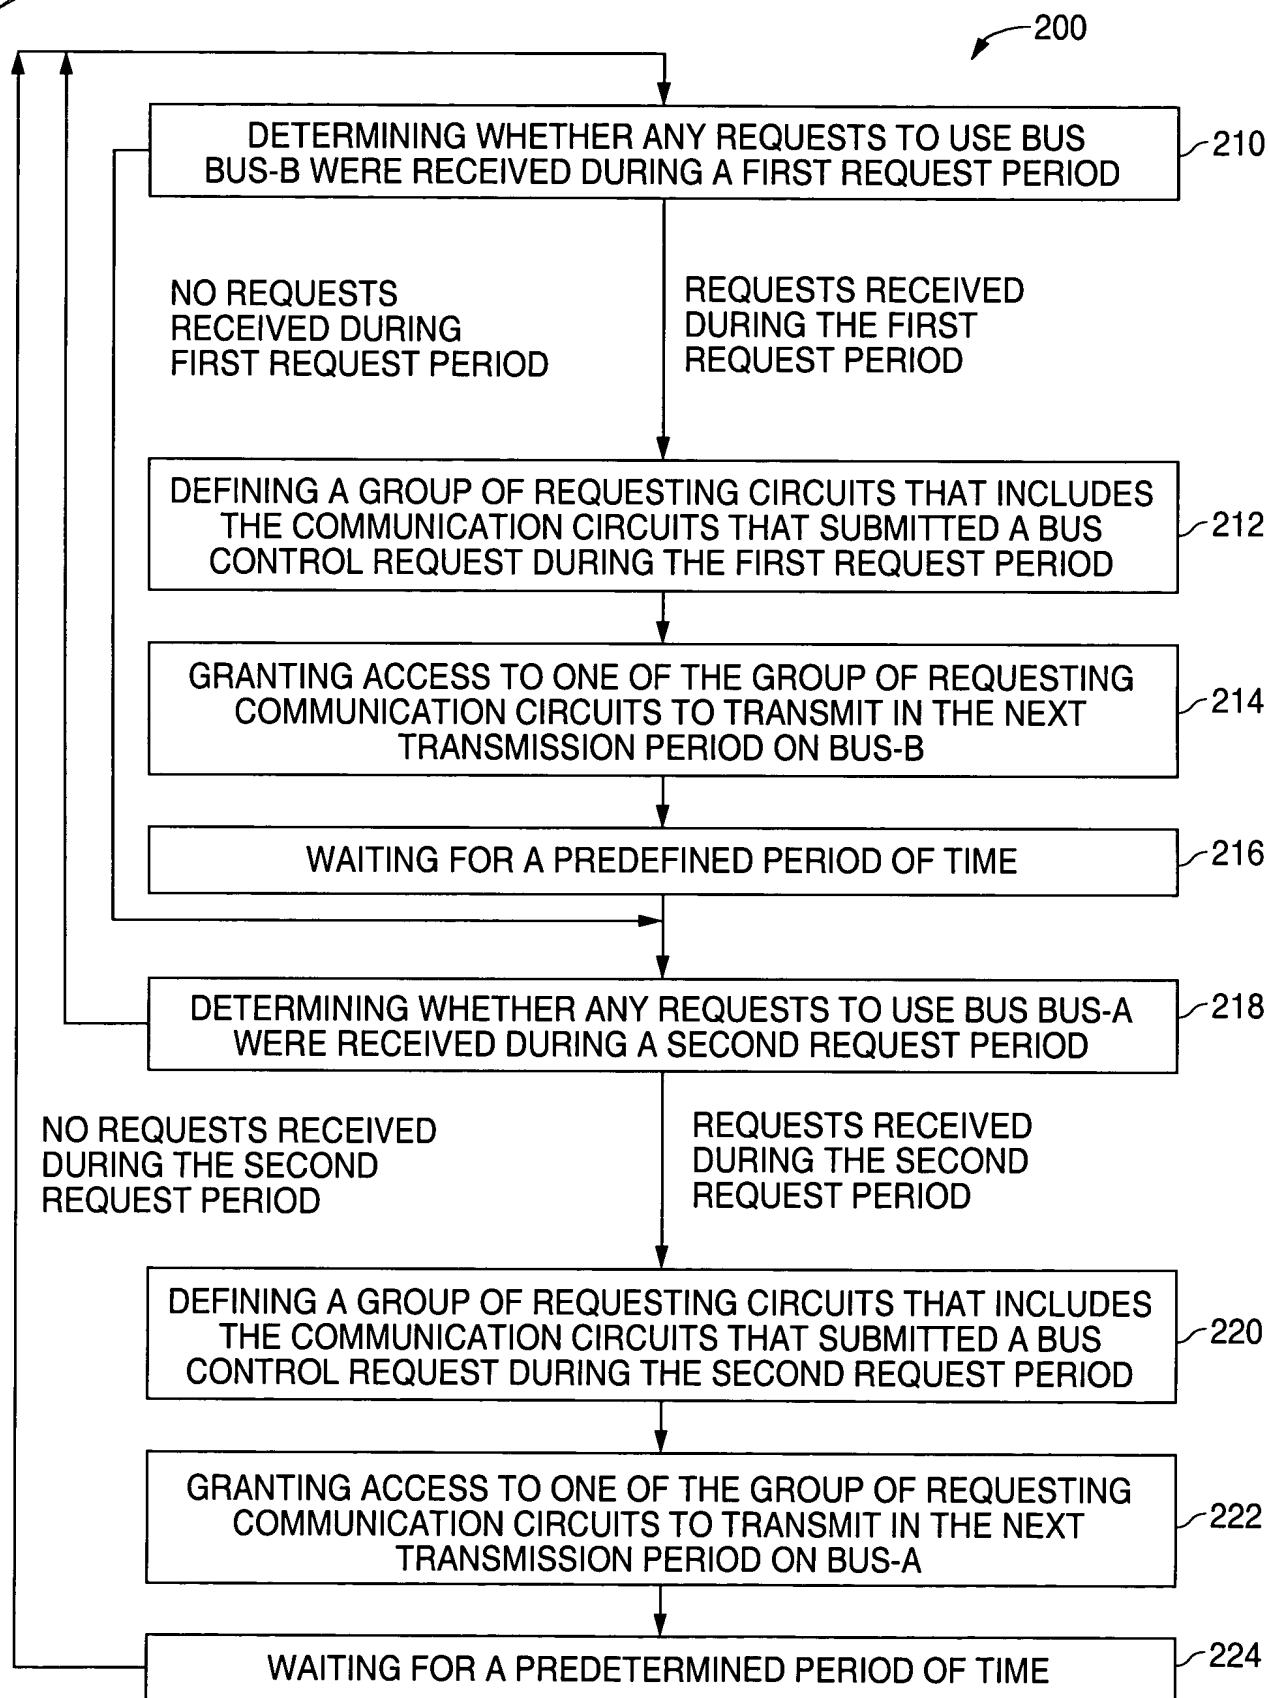 200
DETERMINING WHETHER ANY REQUESTS TO USE BUS
BUS-B WERE RECEIVED DURING A FIRST REQUEST PERIOD
210
NO REQUESTS
RECEIVED DURING
FIRST REQUEST PERIOD
REQUESTS RECEIVED
DURING THE FIRST
REQUEST PERIOD
DEFINING A GROUP OF REQUESTING CIRCUITS THAT INCLUDES
THE COMMUNICATION CIRCUITS THAT SUBMITTED A BUS
CONTROL REQUEST DURING THE FIRST REQUEST PERIOD
212
GRANTING ACCESS TO ONE OF THE GROUP OF REQUESTING
COMMUNICATION CIRCUITS TO TRANSMIT IN THE NEXT
TRANSMISSION PERIOD ON BUS-B
214
WAITING FOR A PREDEFINED PERIOD OF TIME
216
DETERMINING WHETHER ANY REQUESTS TO USE BUS BUS-A
WERE RECEIVED DURING A SECOND REQUEST PERIOD
218
NO REQUESTS RECEIVED
DURING THE SECOND
REQUEST PERIOD
REQUESTS RECEIVED
DURING THE SECOND
REQUEST PERIOD
DEFINING A GROUP OF REQUESTING CIRCUITS THAT INCLUDES
THE COMMUNICATION CIRCUITS THAT SUBMITTED A BUS
CONTROL REQUEST DURING THE SECOND REQUEST PERIOD
220
GRANTING ACCESS TO ONE OF THE GROUP OF REQUESTING
COMMUNICATION CIRCUITS TO TRANSMIT IN THE NEXT
TRANSMISSION PERIOD ON BUS-A
222
WAITING FOR A PREDETERMINED PERIOD OF TIME
224